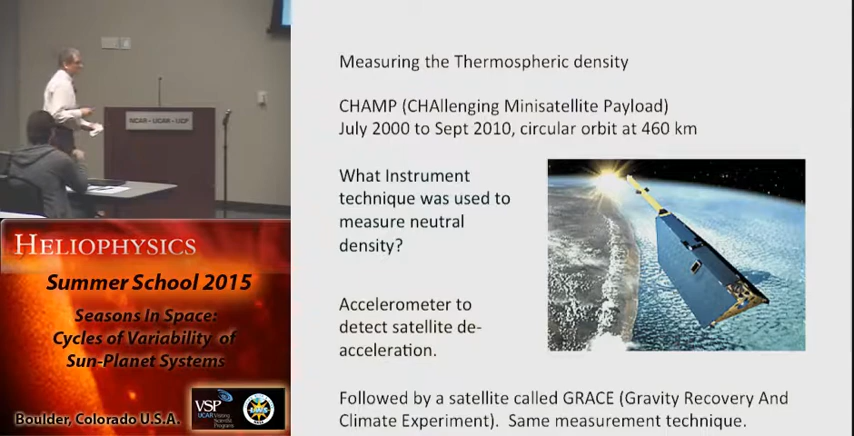 NCAR • UCAR • UCP
HELIOPHYSICS
Summer School 2015
Seasons In Space:
Cycles of Variability of
Sun-Planet Systems
VSP
UCAR Visiting
Scientist
Programs
Boulder, Colorado U.S.A.
Measuring the Thermospheric density
CHAMP (CHAllenging Minisatellite Payload)
July 2000 to Sept 2010, circular orbit at 460 km
What Instrument
technique was used to
measure neutral
density?
Accelerometer to
detect satellite de-
acceleration.
Followed by a satellite called GRACE (Gravity Recovery And
Climate Experiment).  Same measurement technique.